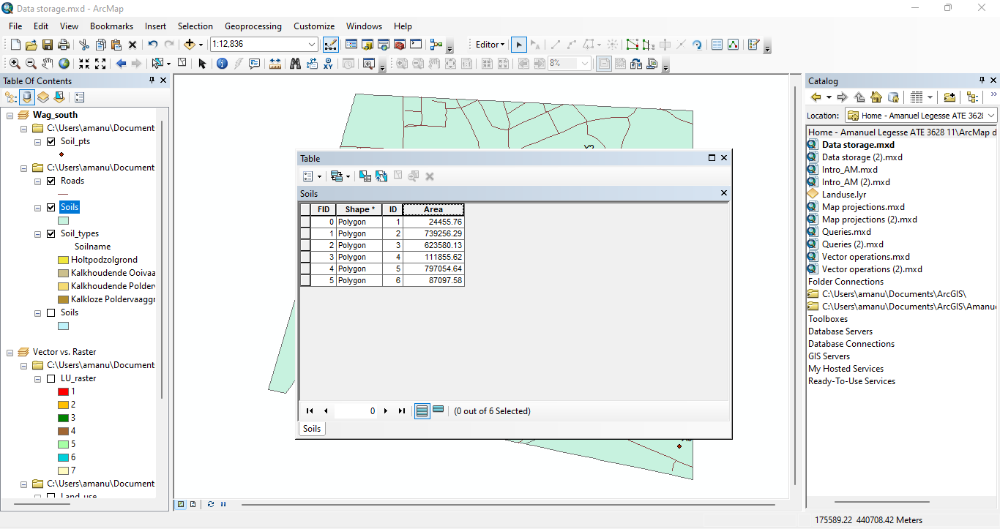 Data storage.mxd - ArcMap
File Edit View Bookmarks Insert Selection Geoprocessing Customize Windows Help
1:12,836
Editor
8%
Table Of Contents
Wag_south
C:\Users\amanu\Document
Soil_pts
C:\Users\amanu\Document
Roads
Soils
Soil_types
Soilname
Holtpodzolgrond
Kalkhoudende Ooivaa
Kalkhoudende Polder
Kalkloze Poldervaaggr
Soils
Vector vs. Raster
C:\Users\amanu\Document
LU_raster
1
2
3
4
5
6
7
C:\Users\amanu\Document
Land_use
X3
Table
Soils
FID Shape * ID Area
0 Polygon 1 24455.76
1 Polygon 2 739256.29
2 Polygon 3 623580.13
3 Polygon 4 111855.62
4 Polygon 5 797054.64
5 Polygon 6 87097.58
0 (0 out of 6 Selected)
Soils
Catalog
Location: Home - Amanuel Legesse ATE 3628
Home - Amanuel Legesse ATE 3628 11\ArcMap d
Data storage.mxd
Data storage (2).mxd
Intro_AM.mxd
Intro_AM (2).mxd
Landuse.lyr
Map projections.mxd
Map projections (2).mxd
Queries.mxd
Queries (2).mxd
Vector operations.mxd
Vector operations (2).mxd
Folder Connections
C:\Users\amanu\Documents\ArcGIS\
C:\Users\amanu\Documents\ArcGIS\Amanu
Toolboxes
Database Servers
Database Connections
GIS Servers
My Hosted Services
Ready-To-Use Services
175589.22 440708.42 Meters